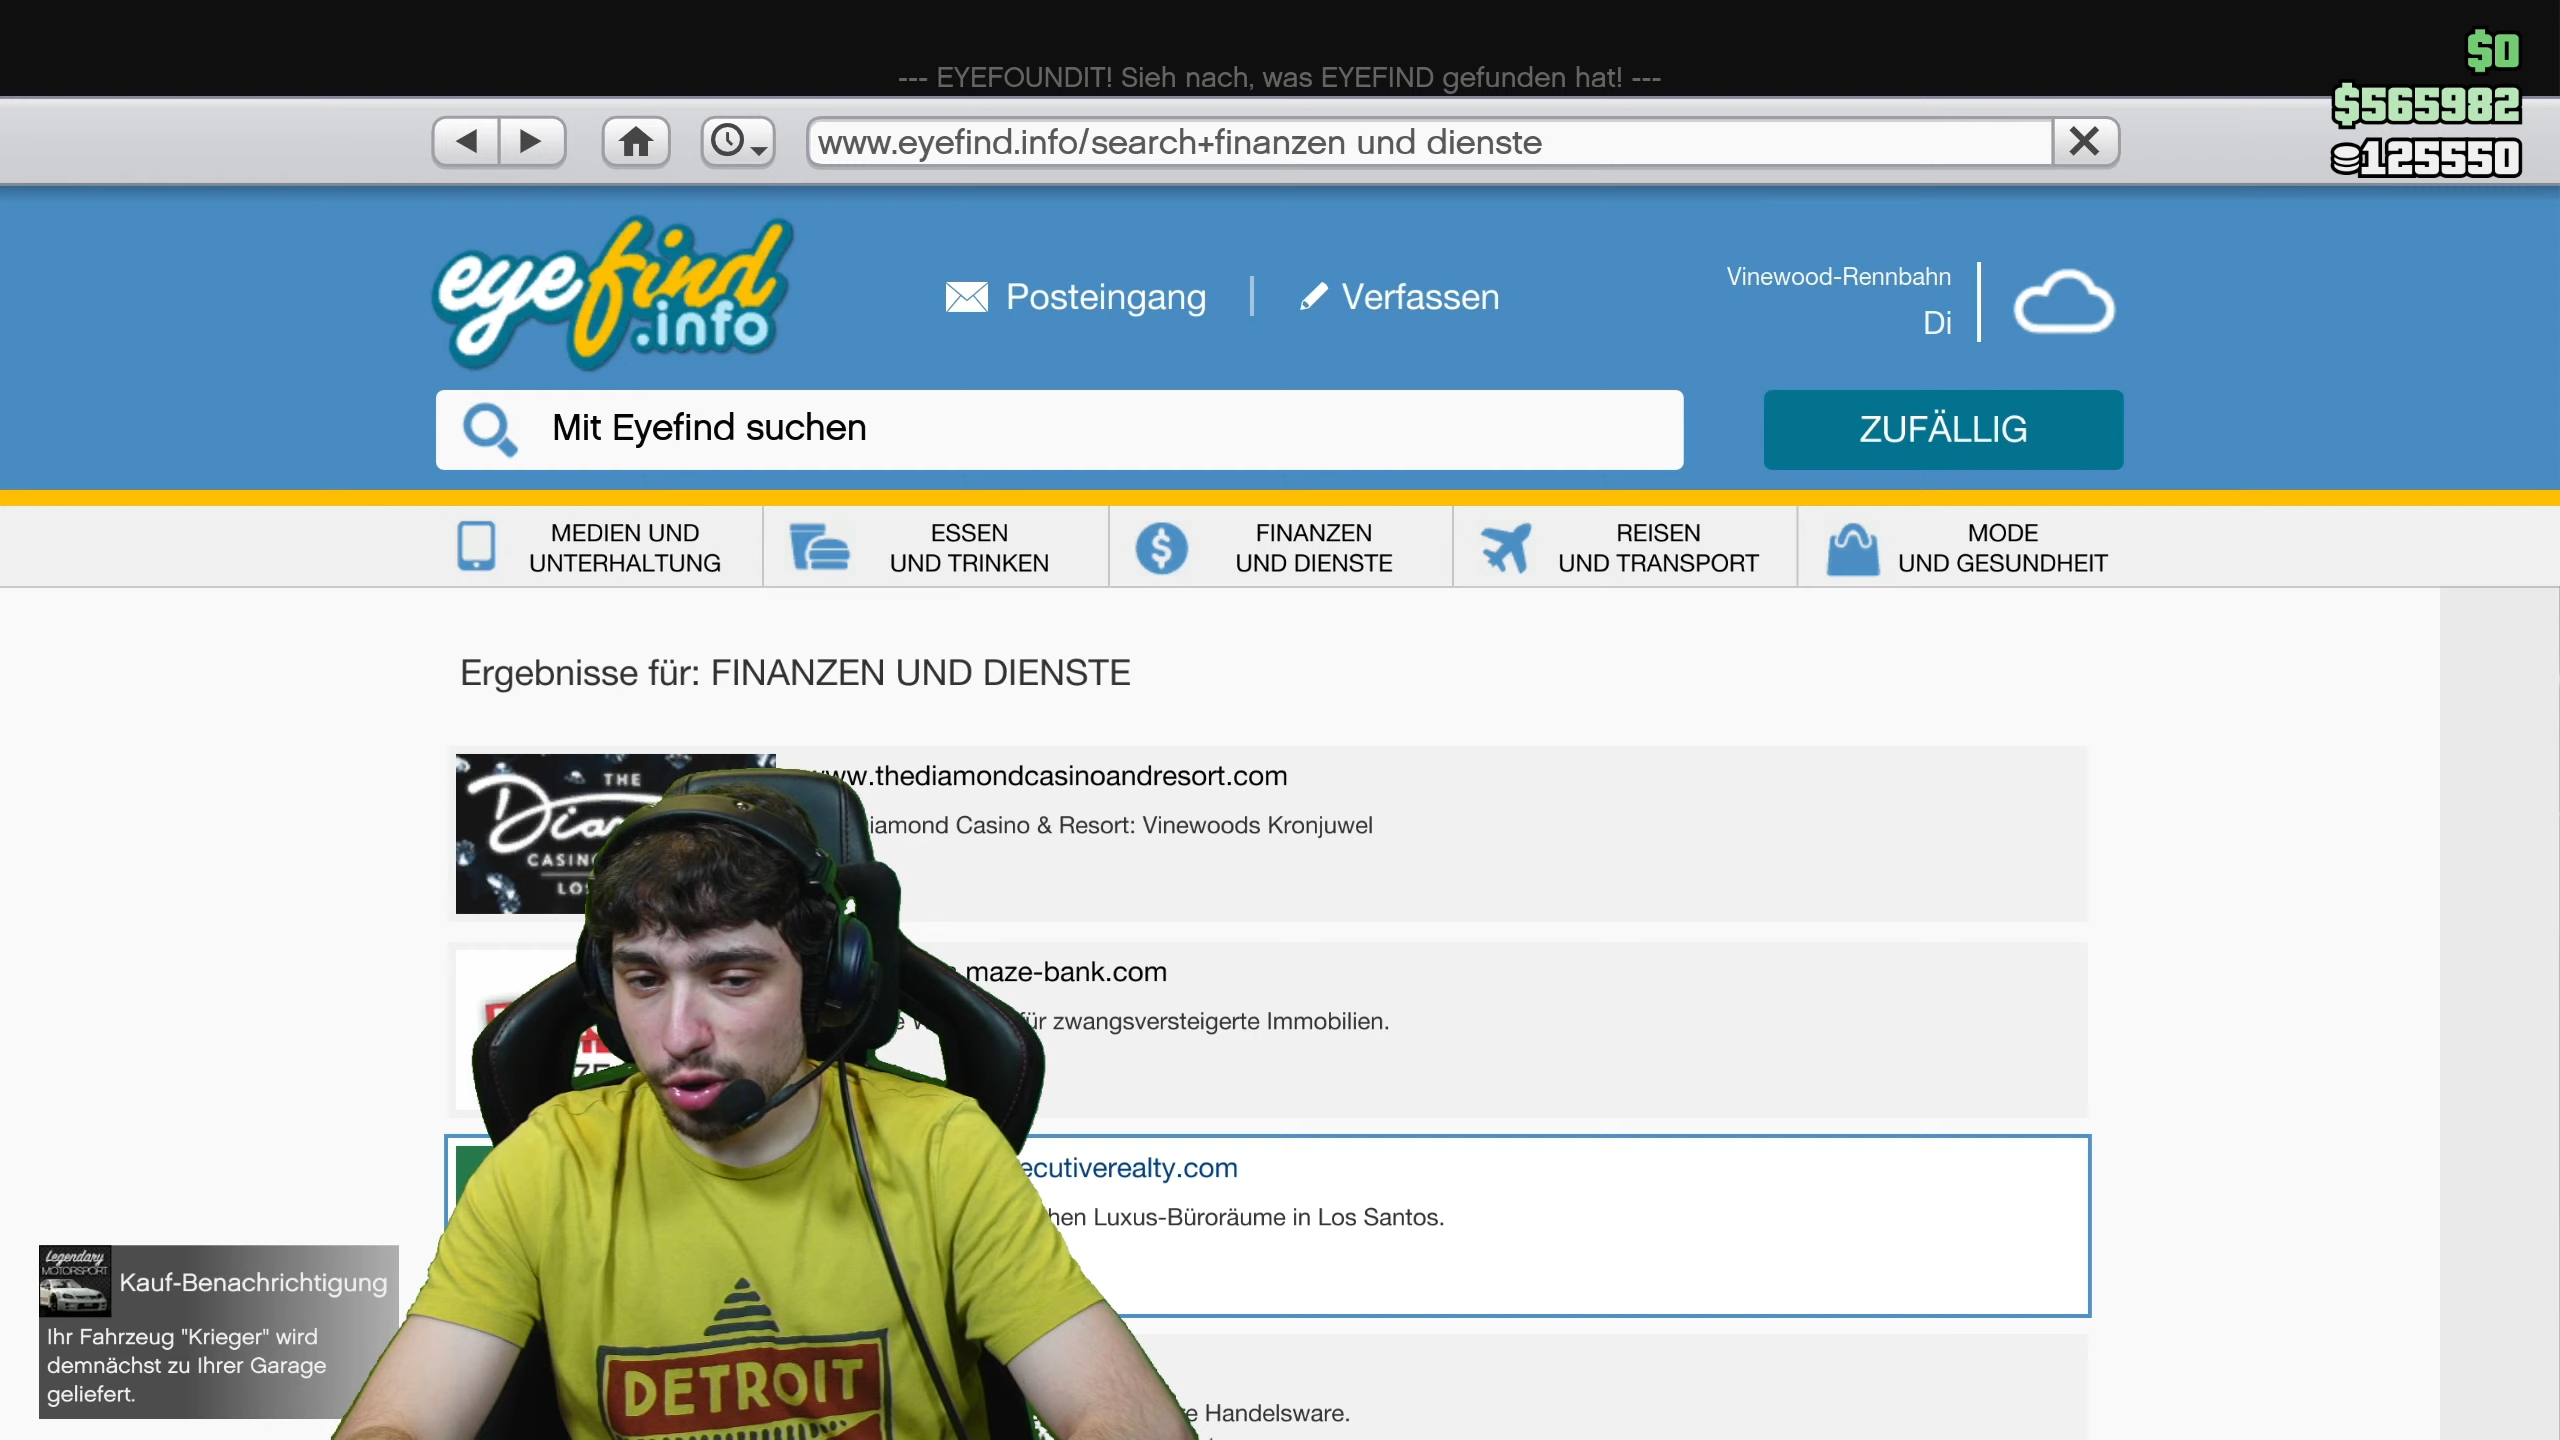 $0
--- EYEFOUNDIT! Sieh nach, was EYEFIND gefunden hat! ---
$565982
www.eyefind.info/search+finanzen und dienste
125550
eyefind
.info
Posteingang
Verfassen
Vinewood-Rennbahn
Di
Mit Eyefind suchen
ZUFÄLLIG
MEDIEN UND
UNTERHALTUNG
ESSEN
UND TRINKEN
FINANZEN
UND DIENSTE
REISEN
UND TRANSPORT
MODE
UND GESUNDHEIT
Ergebnisse für: FINANZEN UND DIENSTE
THE
CASIN
LOS
www.thediamondcasinoandresort.com
iamond Casino & Resort: Vinewoods Kronjuwel
maze-bank.com
für zwangsversteigerte Immobilien.
ecutiverealty.com
hen Luxus-Büroräume in Los Santos.
Legendary
MOTORSPORT
Kauf-Benachrichtigung
Ihr Fahrzeug "Krieger" wird
demnächst zu Ihrer Garage
geliefert.
DETROIT
e Handelsware.